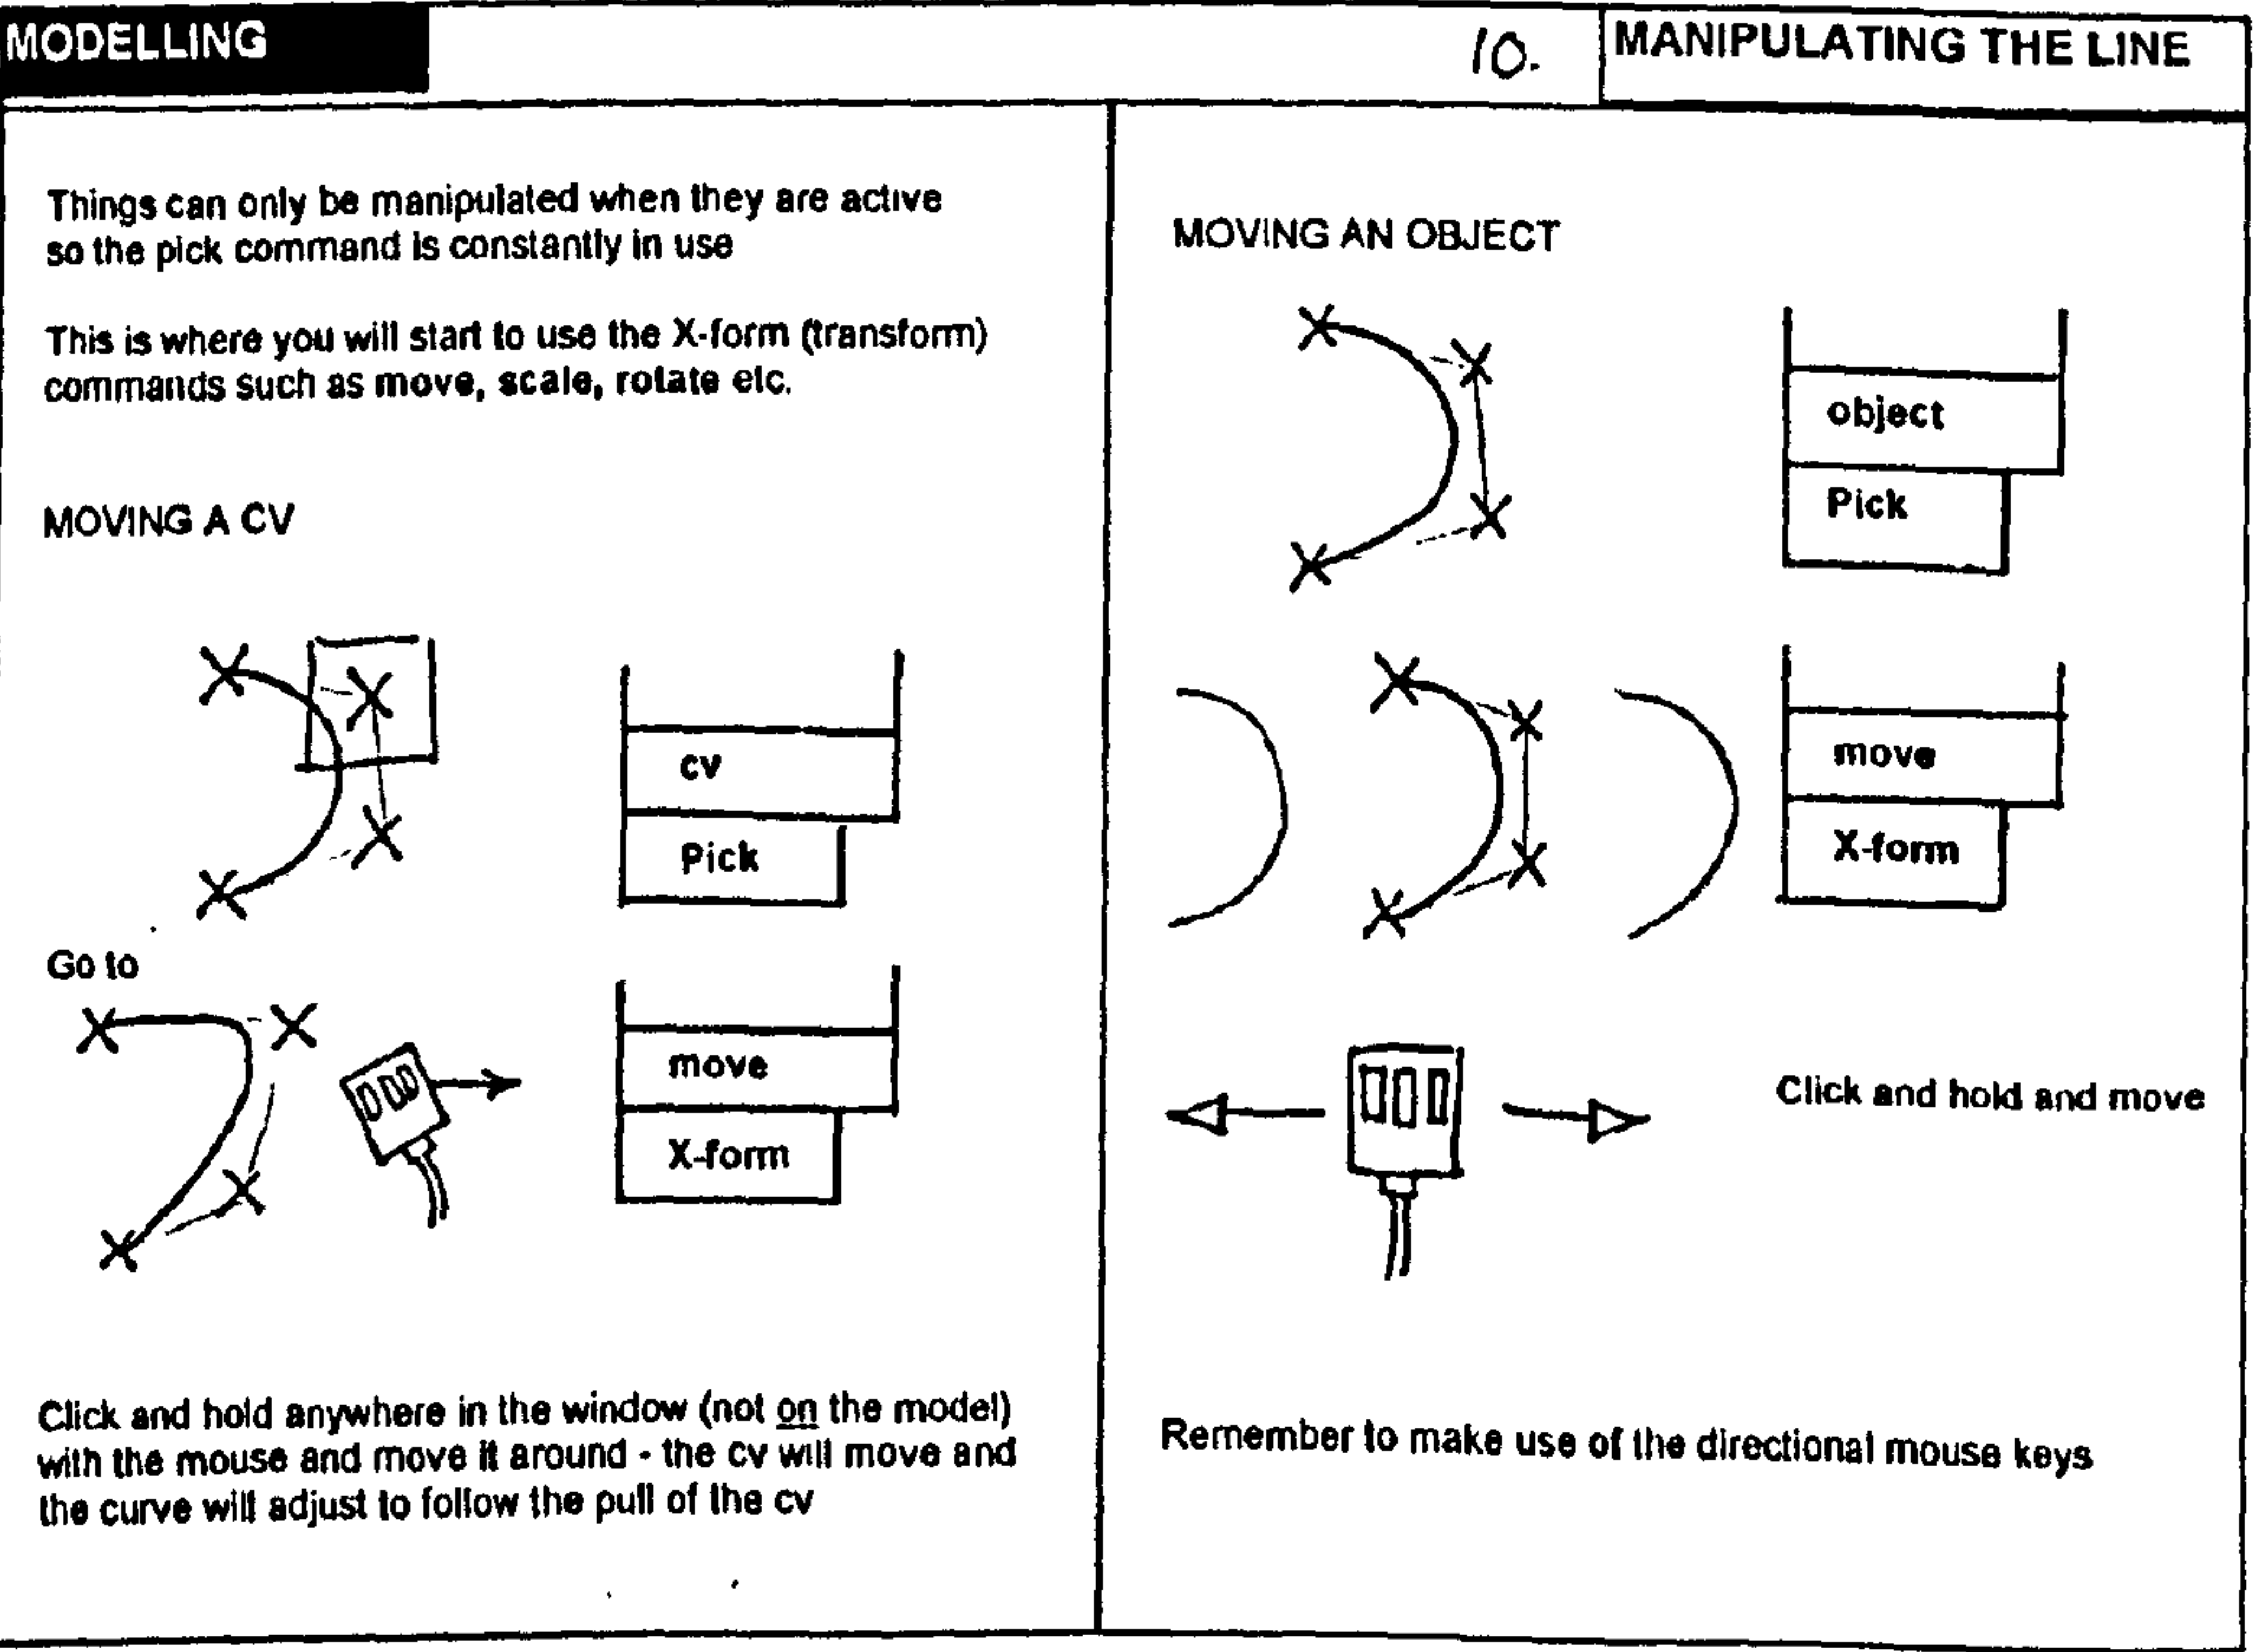 MODELLING
10.
MANIPULATING THE LINE
Things can only be manipulated when they are active
so the pick command is constantly in use
This is where you will start to use the X-form (transform)
commands such as move, scale, rotate etc.
MOVING A CV
cv
Pick
Go to
move
X-form
Click and hold anywhere in the window (not on the model)
with the mouse and move it around - the cv will move and
the curve will adjust to follow the pull of the cv
MOVING AN OBJECT
object
Pick
move
X-form
Click and hold and move
Remember to make use of the directional mouse keys